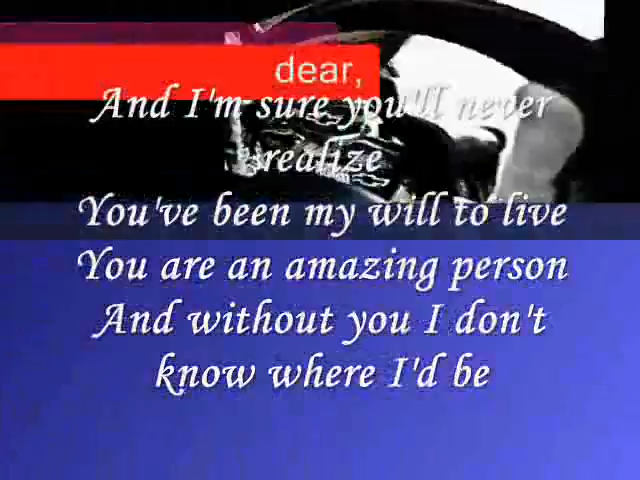 dear,
And I'm sure you'll never
realize
You've been my will to live
You are an amazing person
And without you I don't
know where I'd be